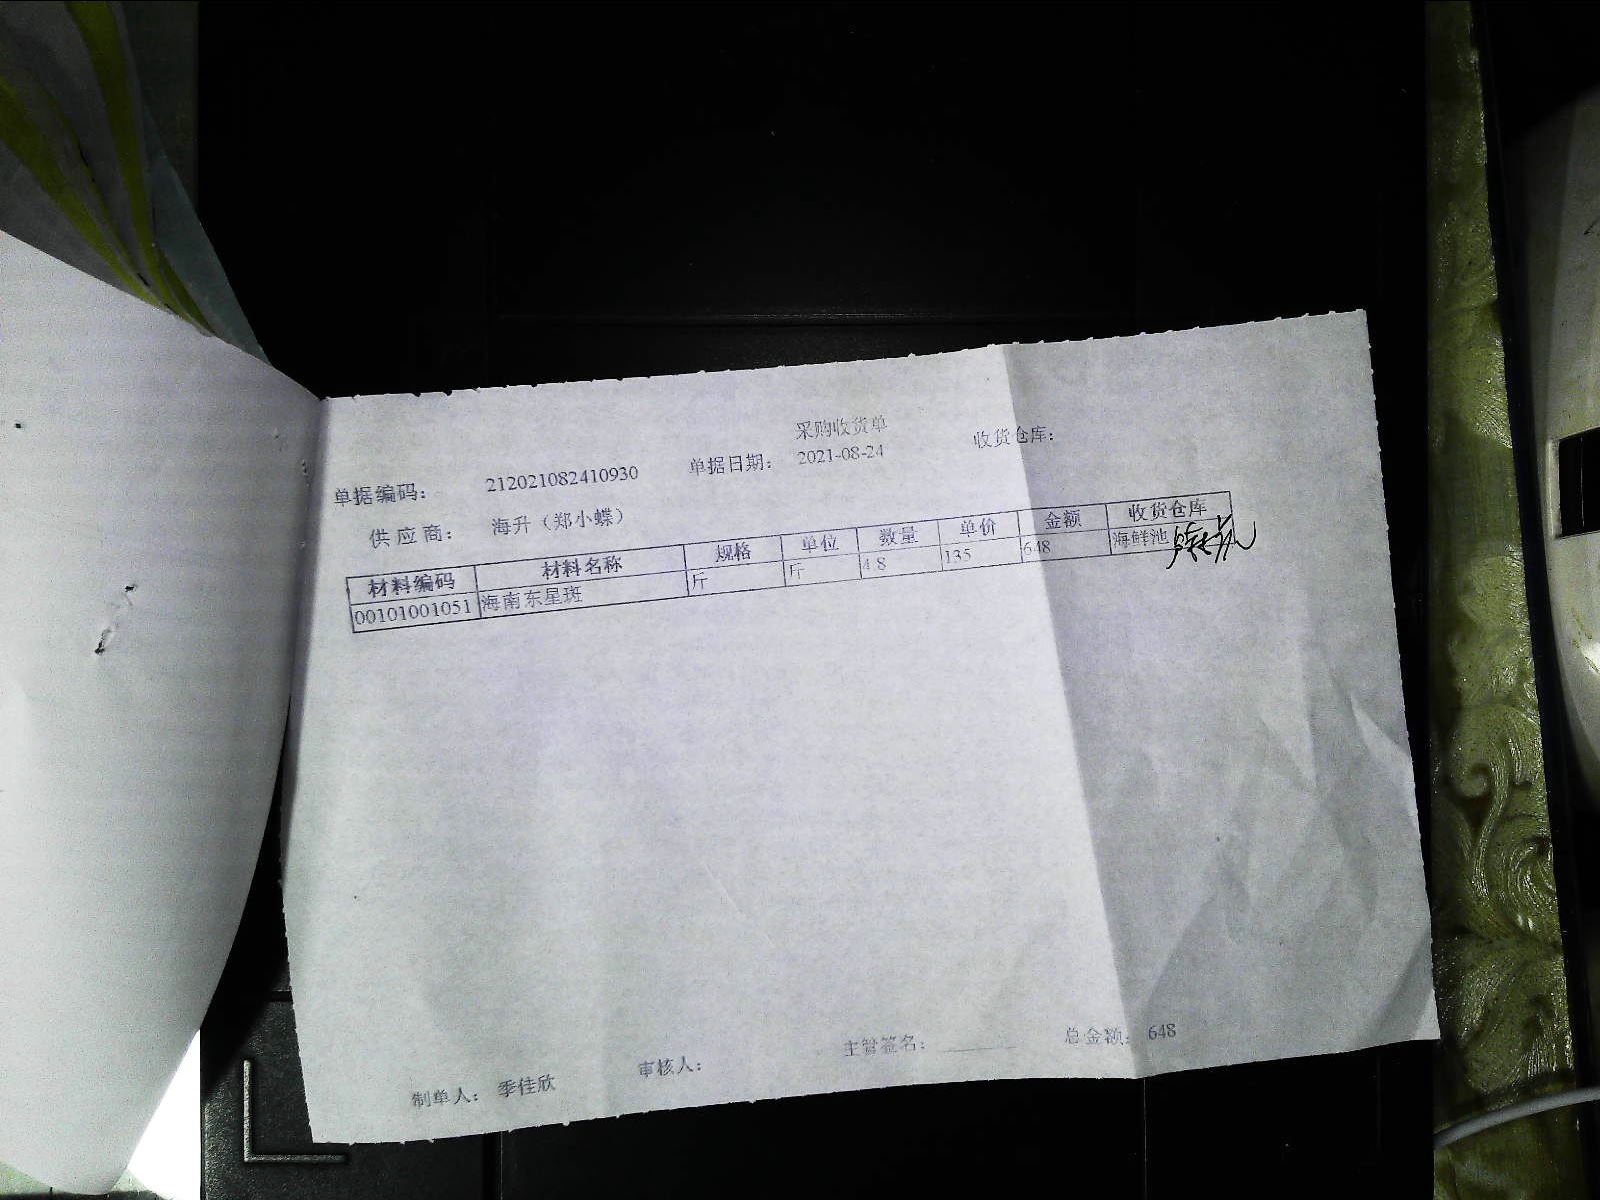 采购收货单
单据编码： 212021082410930 单据日期： 2021-08-24 收货仓库：
供应商： 海升（郑小蝶）
材料编码 材料名称 规格 单位 数量 单价 金额 收货仓库
00101001051 海南东星斑 斤 斤 4.8 135 648 海鲜池
制单人： 季佳欣 审核人： 主管签名： 总金额： 648